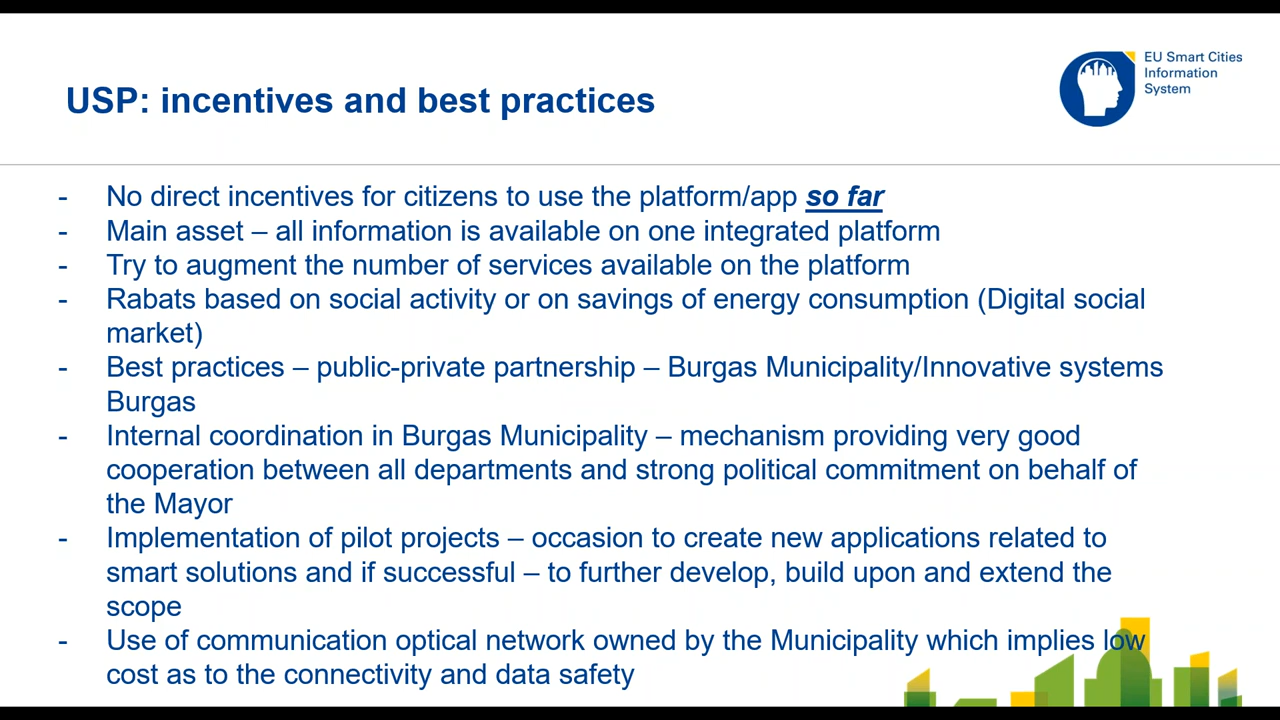 USP: incentives and best practices
EU Smart Cities
Information
System
- No direct incentives for citizens to use the platform/app so far
- Main asset – all information is available on one integrated platform
- Try to augment the number of services available on the platform
- Rabats based on social activity or on savings of energy consumption (Digital social
market)
- Best practices – public-private partnership – Burgas Municipality/Innovative systems
Burgas
- Internal coordination in Burgas Municipality – mechanism providing very good
cooperation between all departments and strong political commitment on behalf of
the Mayor
- Implementation of pilot projects – occasion to create new applications related to
smart solutions and if successful – to further develop, build upon and extend the
scope
- Use of communication optical network owned by the Municipality which implies low
cost as to the connectivity and data safety